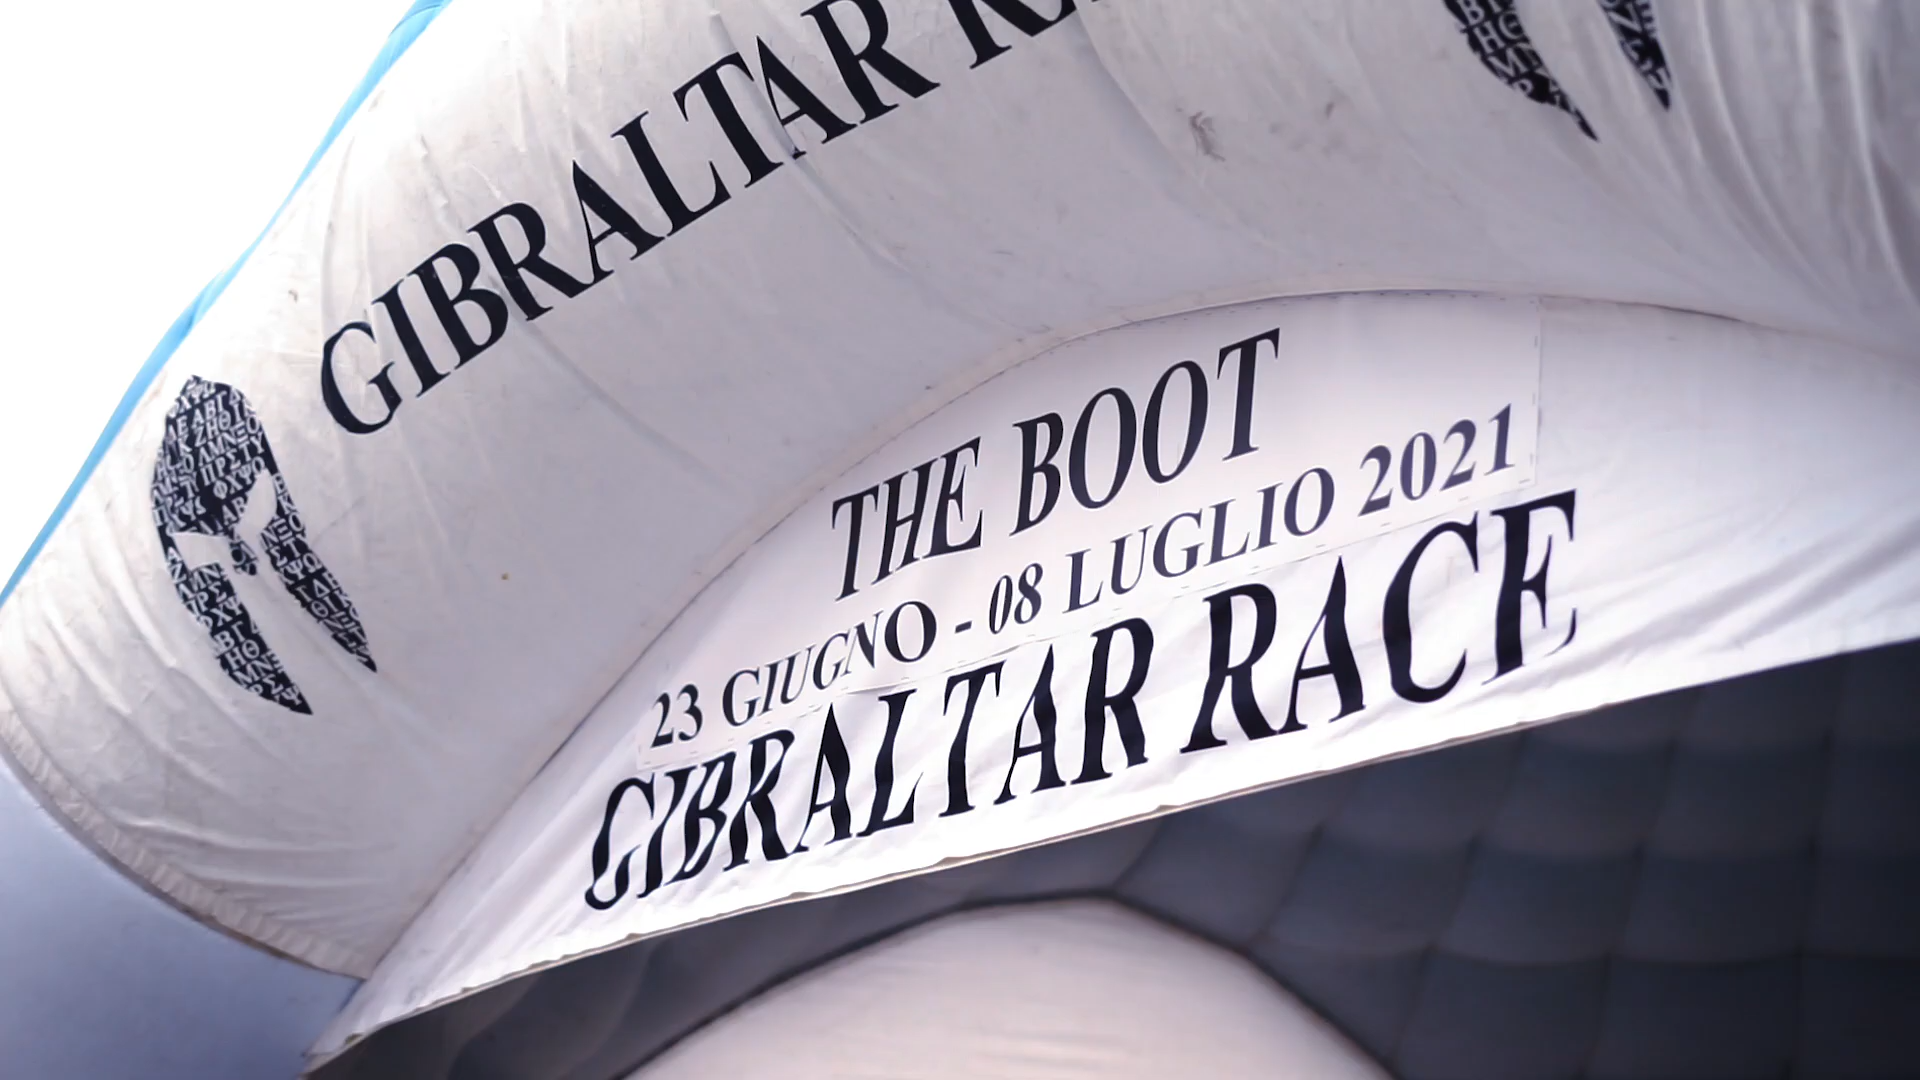 GIBRALTAR
THE BOOT
23 GIUGNO - 08 LUGLIO 2021
GIBRALTAR RACE